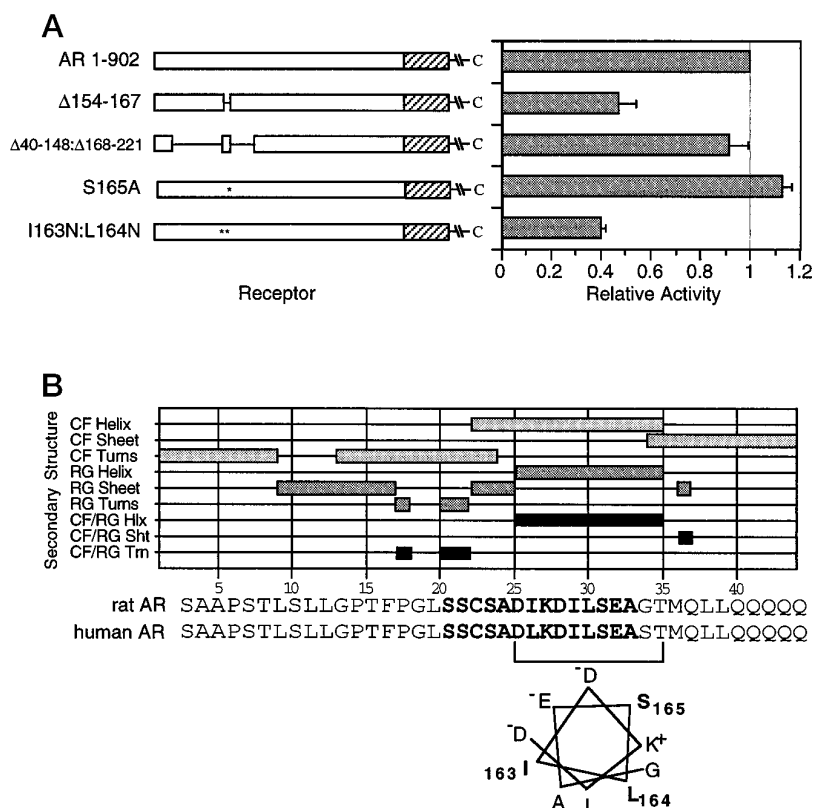 A
AR 1-902
C
Δ154-167
C
Δ40-148:Δ168-221
C
S165A
*
C
I163N:L164N
**
C
0 0.2 0.4 0.6 0.8 1 1.2
Receptor
Relative Activity
B
Secondary Structure
CF Helix
CF Sheet
CF Turns
RG Helix
RG Sheet
RG Turns
CF/RG Hlx
CF/RG Sht
CF/RG Trn
5 10 15 20 25 30 35 40
rat AR SAAPSTLSLLGPTFPGLSSCSADIKDILSEAGTMQLLQQQQQ
human AR SAAPSTLSLLGPTFPGLSSCSADLKDILSEASTMQLLQQQQQ
-D
-E
S165
-D
K+
163 I
G
L164
A
I